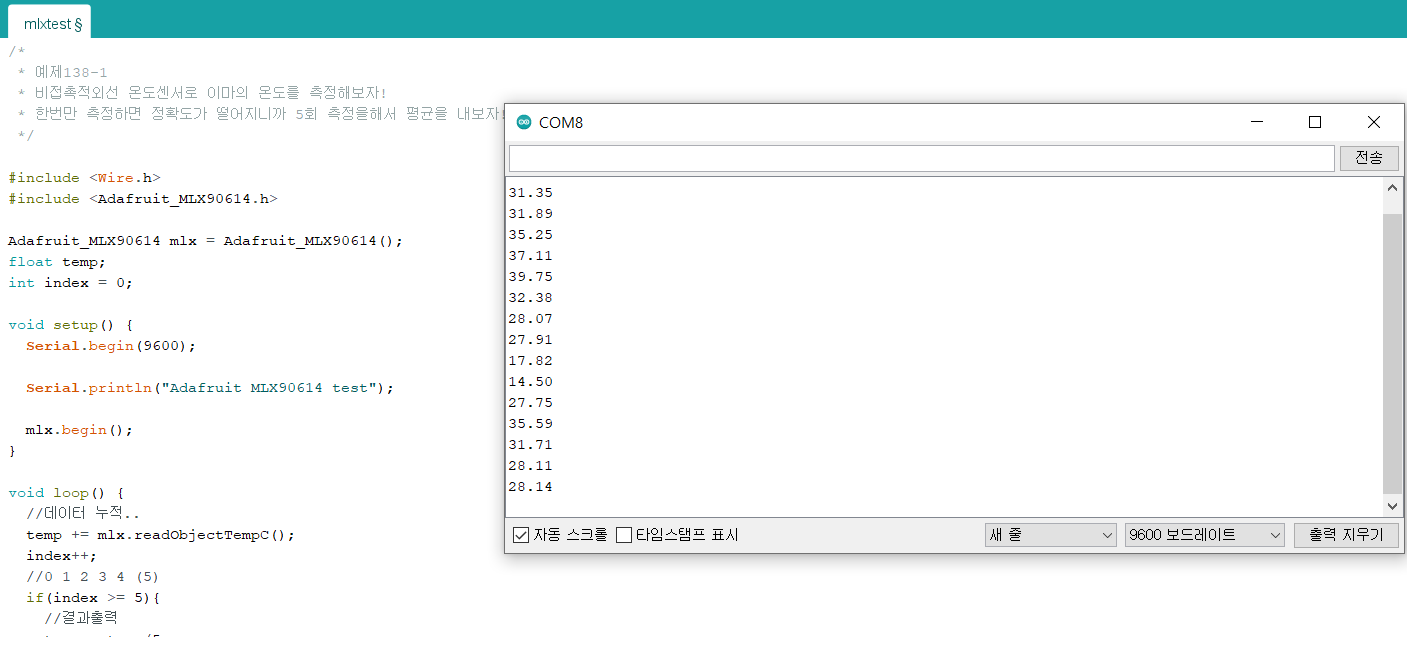 mlxtest §
/*
* 예제138-1
* 비접촉적외선 온도센서로 이마의 온도를 측정해보자!
* 한번만 측정하면 정확도가 떨어지니까 5회 측정을해서 평균을 내보자!
*/
#include <Wire.h>
#include <Adafruit_MLX90614.h>
Adafruit_MLX90614 mlx = Adafruit_MLX90614();
float temp;
int index = 0;
void setup() {
Serial.begin(9600);
Serial.println("Adafruit MLX90614 test");
mlx.begin();
}
void loop() {
//데이터 누적..
temp += mlx.readObjectTempC();
index++;
//0 1 2 3 4 (5)
if(index >= 5){
//결과출력
COM8
전송
31.35
31.89
35.25
37.11
39.75
32.38
28.07
27.91
17.82
14.50
27.75
35.59
31.71
28.11
28.14
자동 스크롤 타임스탬프 표시 새 줄 9600 보드레이트 출력 지우기